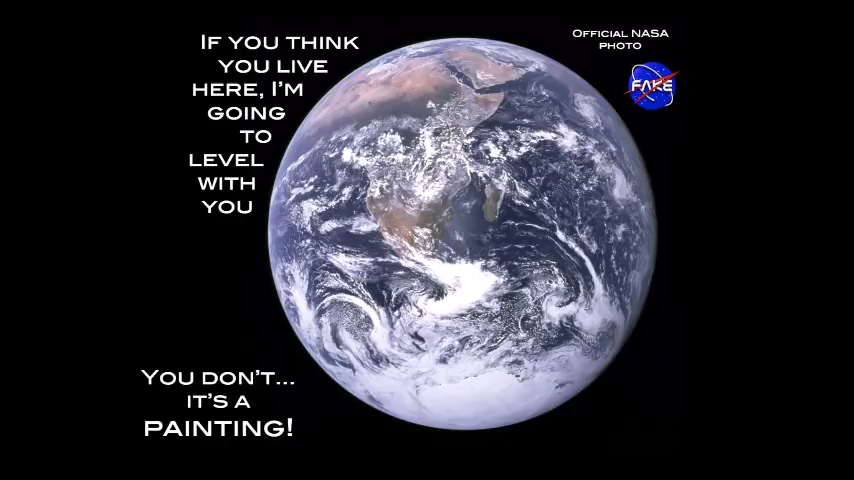 If you think
you live
here, I'm
going
to
level
with
you
Official NASA
photo
FAKE
You don't...
it's a
painting!